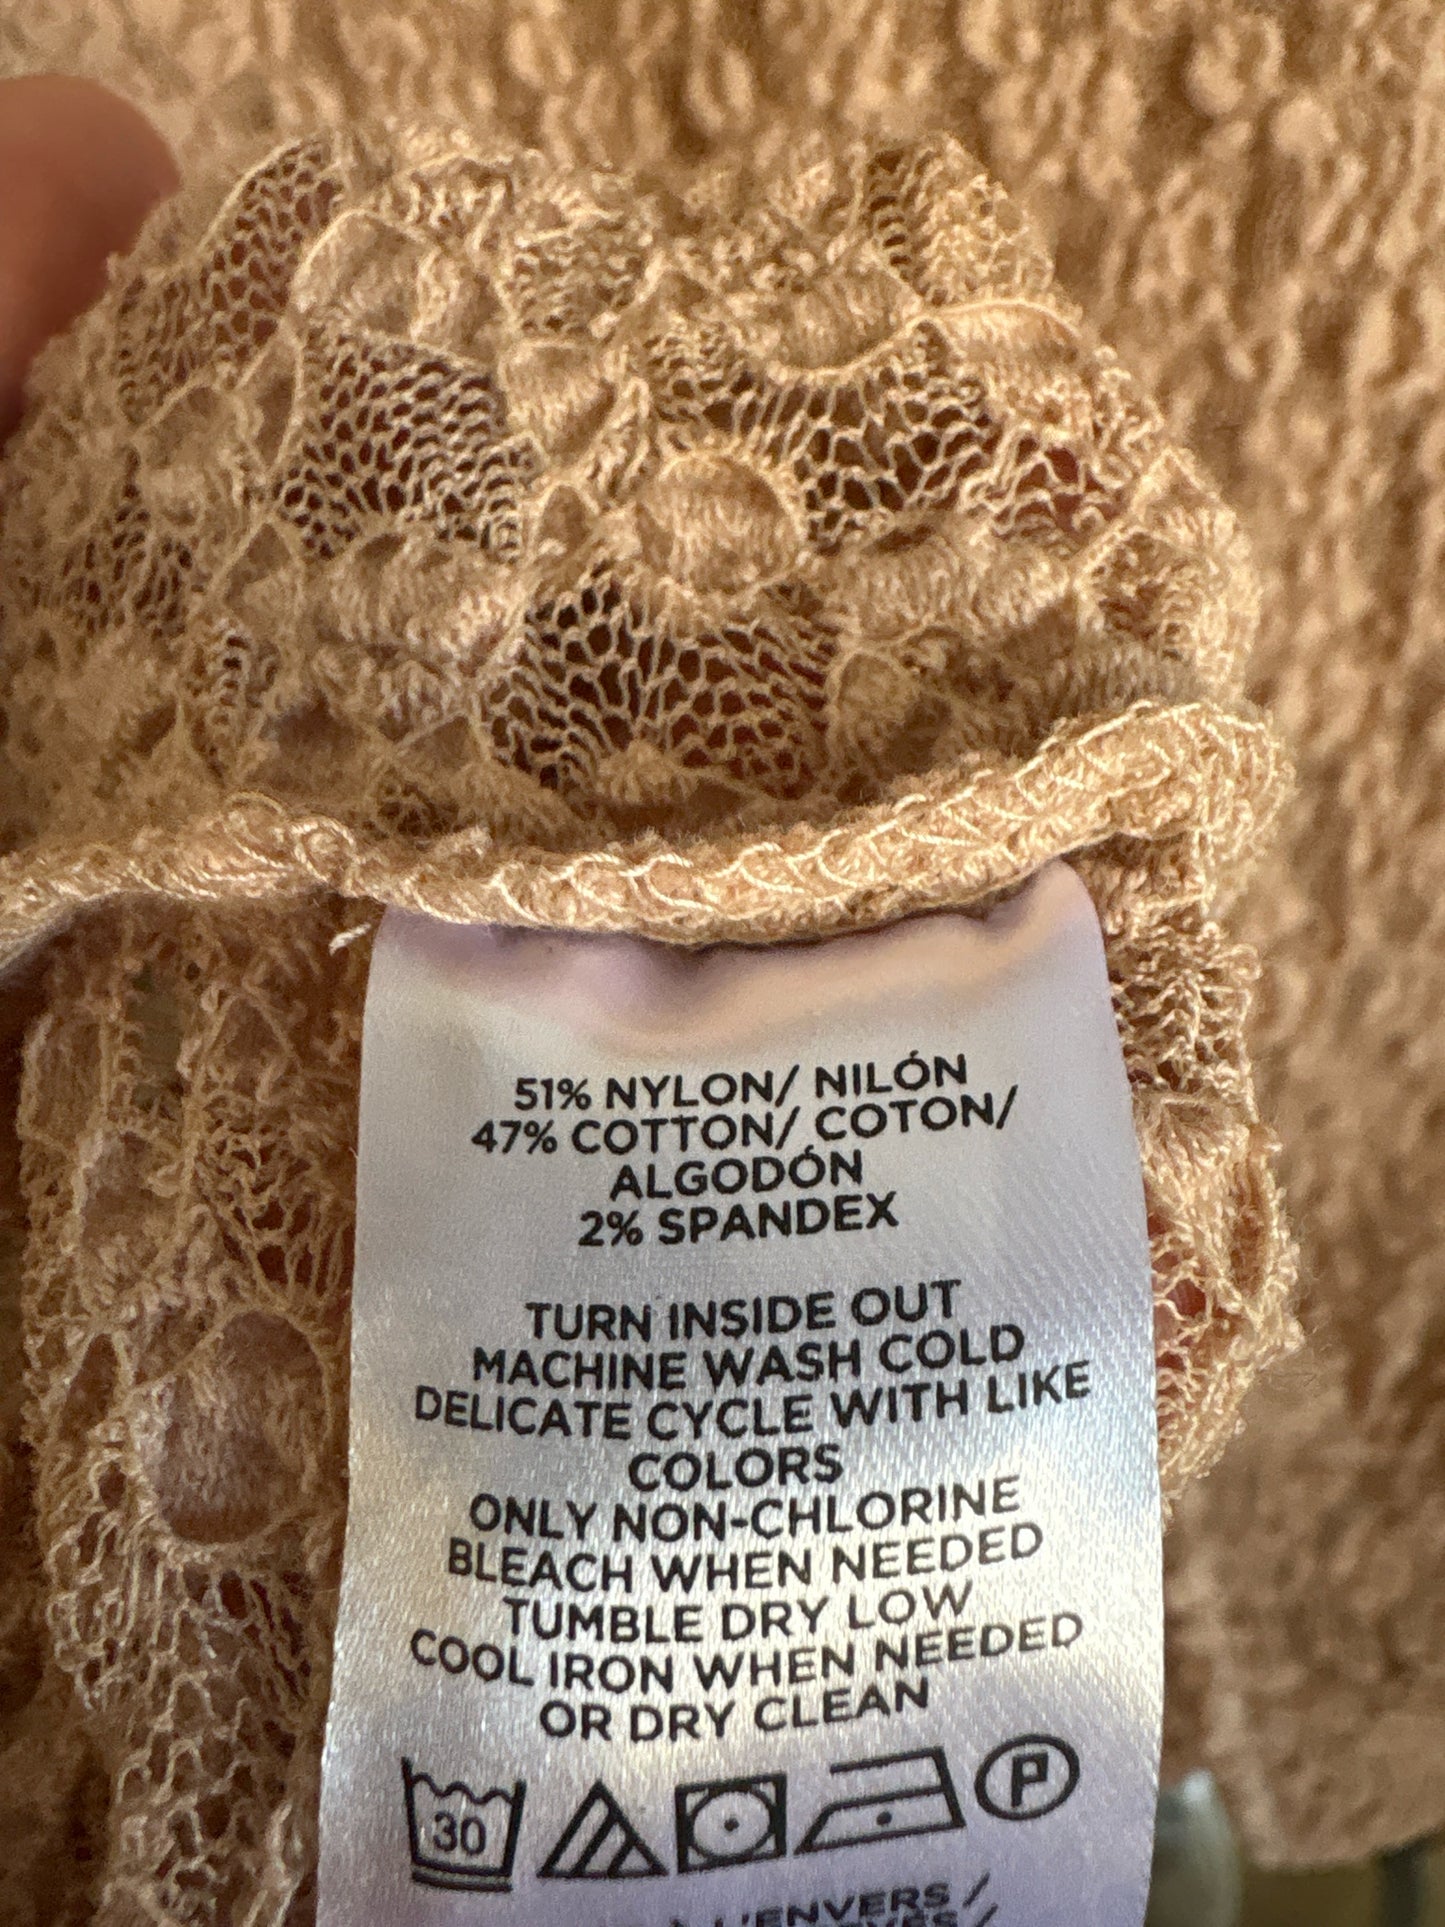 51% NYLON/ NILÓN
47% COTTON/ COTON/
ALGODÓN
2% SPANDEX
TURN INSIDE OUT
MACHINE WASH COLD
DELICATE CYCLE WITH LIKE
COLORS
ONLY NON-CHLORINE
BLEACH WHEN NEEDED
TUMBLE DRY LOW
COOL IRON WHEN NEEDED
OR DRY CLEAN
30 P
L'ENVERS /